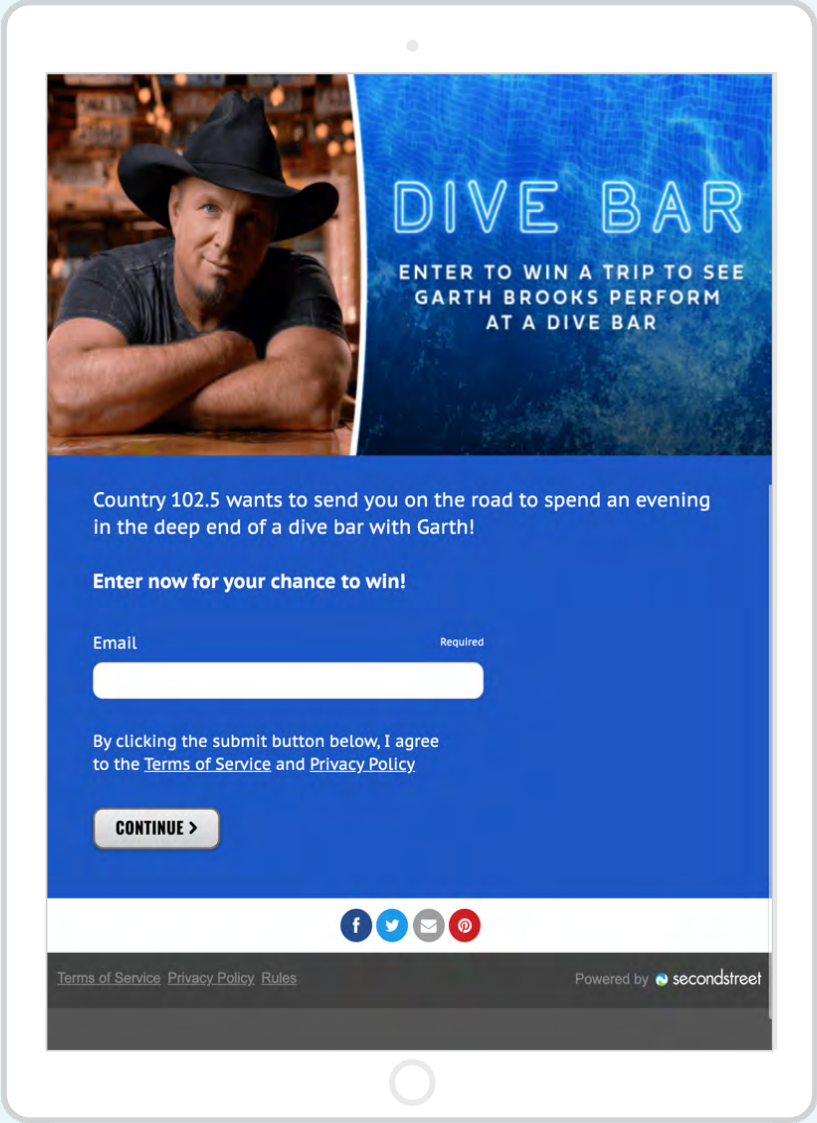 DIVE BAR
ENTER TO WIN A TRIP TO SEE
GARTH BROOKS PERFORM
AT A DIVE BAR
Country 102.5 wants to send you on the road to spend an evening
in the deep end of a dive bar with Garth!
Enter now for your chance to win!
Email Required
By clicking the submit button below, I agree
to the Terms of Service and Privacy Policy
CONTINUE >
Terms of Service Privacy Policy Rules Powered by secondstreet